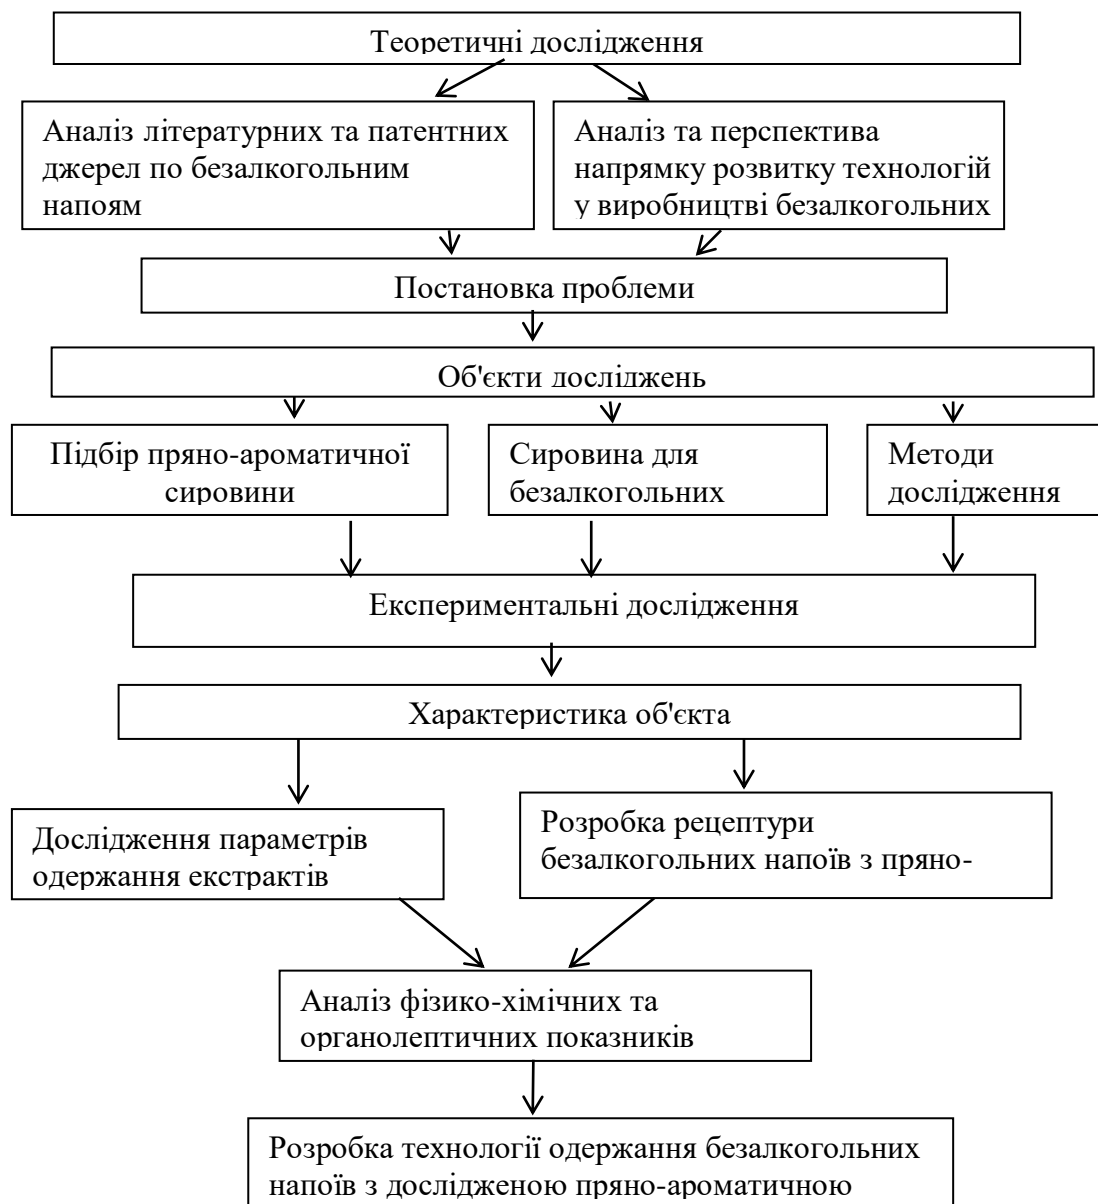 Теоретичні дослідження
Аналіз літературних та патентних
джерел по безалкогольним
напоям
Аналіз та перспектива
напрямку розвитку технологій
у виробництві безалкогольних
Постановка проблеми
Об'єкти досліджень
Підбір пряно-ароматичної
сировини
Сировина для
безалкогольних
Методи
дослідження
Експериментальні дослідження
Характеристика об'єкта
Дослідження параметрів
одержання екстрактів
Розробка рецептури
безалкогольних напоїв з пряно-
Аналіз фізико-хімічних та
органолептичних показників
Розробка технології одержання безалкогольних
напоїв з дослідженою пряно-ароматичною